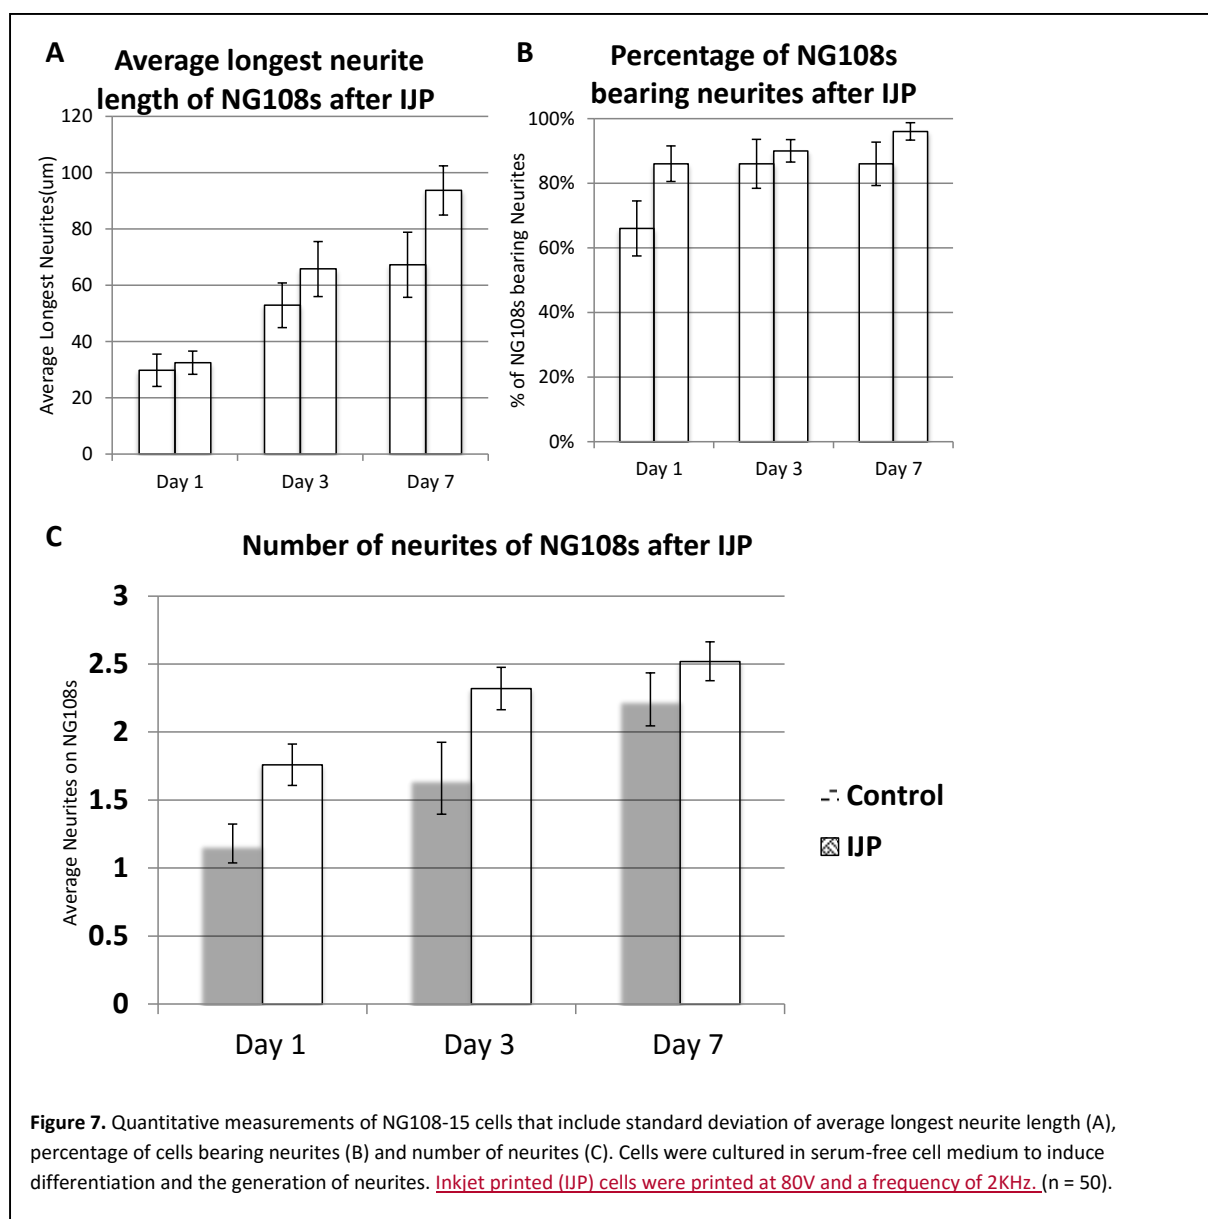 A
Average longest neurite
length of NG108s after IJP
120
100
80
60
40
20
0
Average Longest Neurites(um)
Day 1
Day 3
Day 7
B
Percentage of NG108s
bearing neurites after IJP
100%
80%
60%
40%
20%
0%
% of NG108s bearing Neurites
Day 1
Day 3
Day 7
C
Number of neurites of NG108s after IJP
3
2.5
2
1.5
1
0.5
0
Average Neurites on NG108s
Day 1
Day 3
Day 7
Control
IJP
Figure 7. Quantitative measurements of NG108-15 cells that include standard deviation of average longest neurite length (A),
percentage of cells bearing neurites (B) and number of neurites (C). Cells were cultured in serum-free cell medium to induce
differentiation and the generation of neurites. Inkjet printed (IJP) cells were printed at 80V and a frequency of 2KHz. (n = 50).